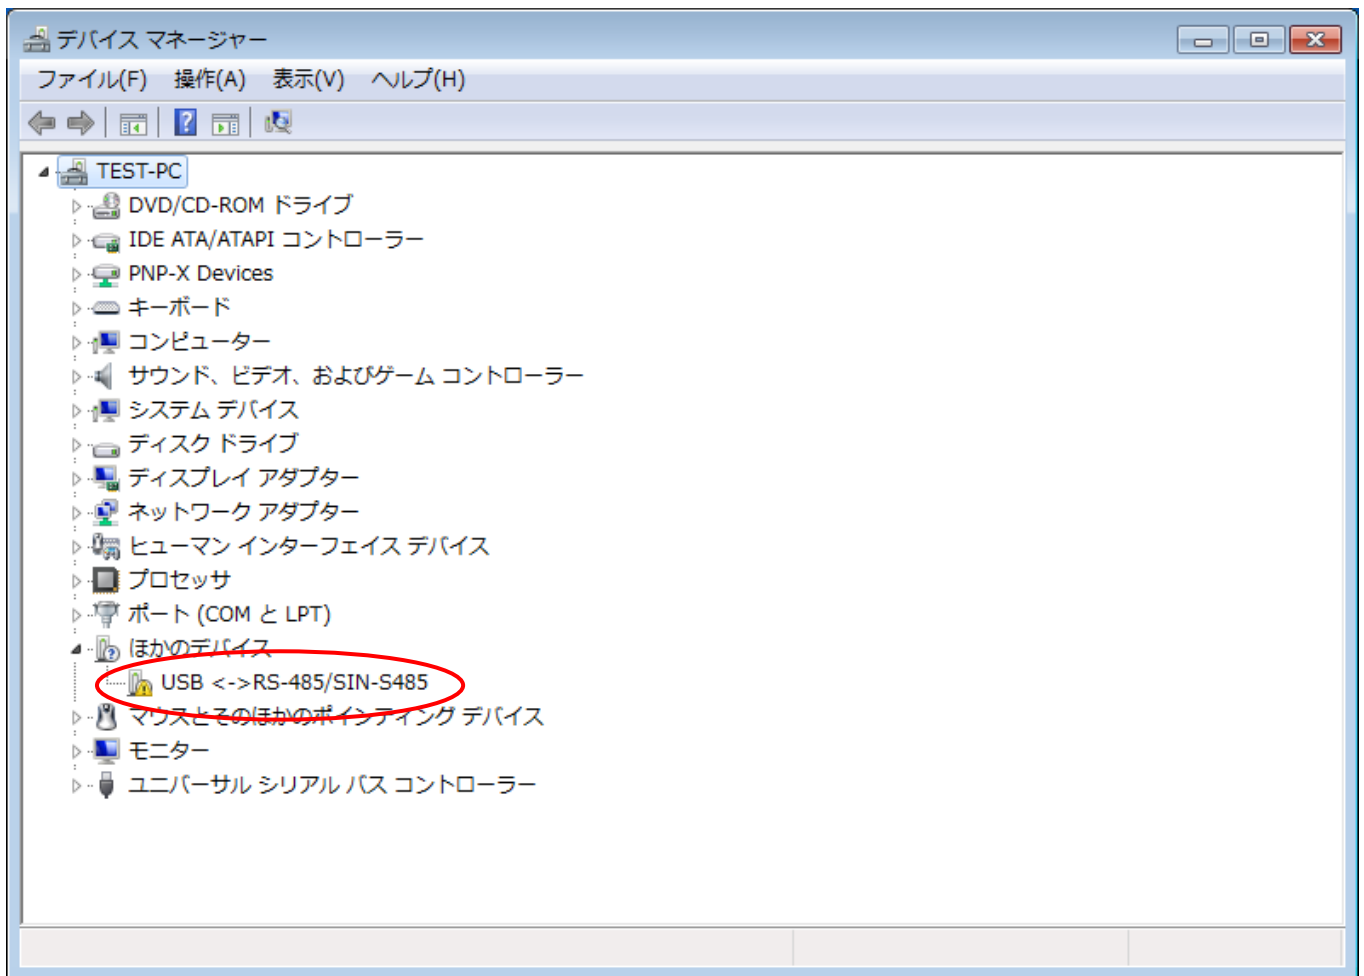 デバイス マネージャー
ファイル(F) 操作(A) 表示(V) ヘルプ(H)
TEST-PC
DVD/CD-ROM ドライブ
IDE ATA/ATAPI コントローラー
PNP-X Devices
キーボード
コンピューター
サウンド、ビデオ、およびゲーム コントローラー
システム デバイス
ディスク ドライブ
ディスプレイ アダプター
ネットワーク アダプター
ヒューマン インターフェイス デバイス
プロセッサ
ポート (COM と LPT)
ほかのデバイス
USB <->RS-485/SIN-S485
マウスとそのほかのポインティング デバイス
モニター
ユニバーサル シリアル バス コントローラー